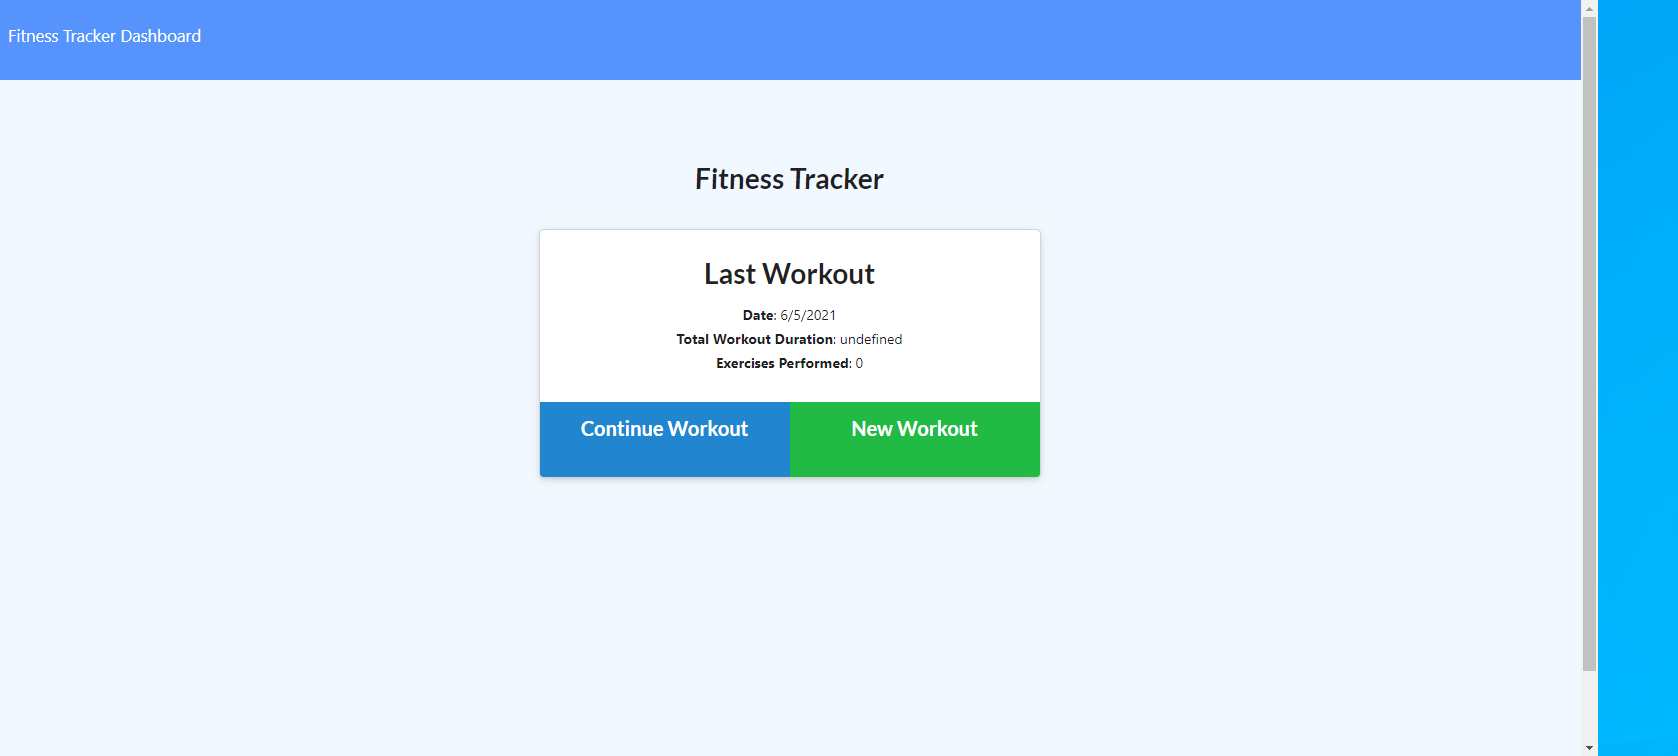 Fitness Tracker Dashboard
Fitness Tracker
Last Workout
Date: 6/5/2021
Total Workout Duration: undefined
Exercises Performed: 0
Continue Workout
New Workout